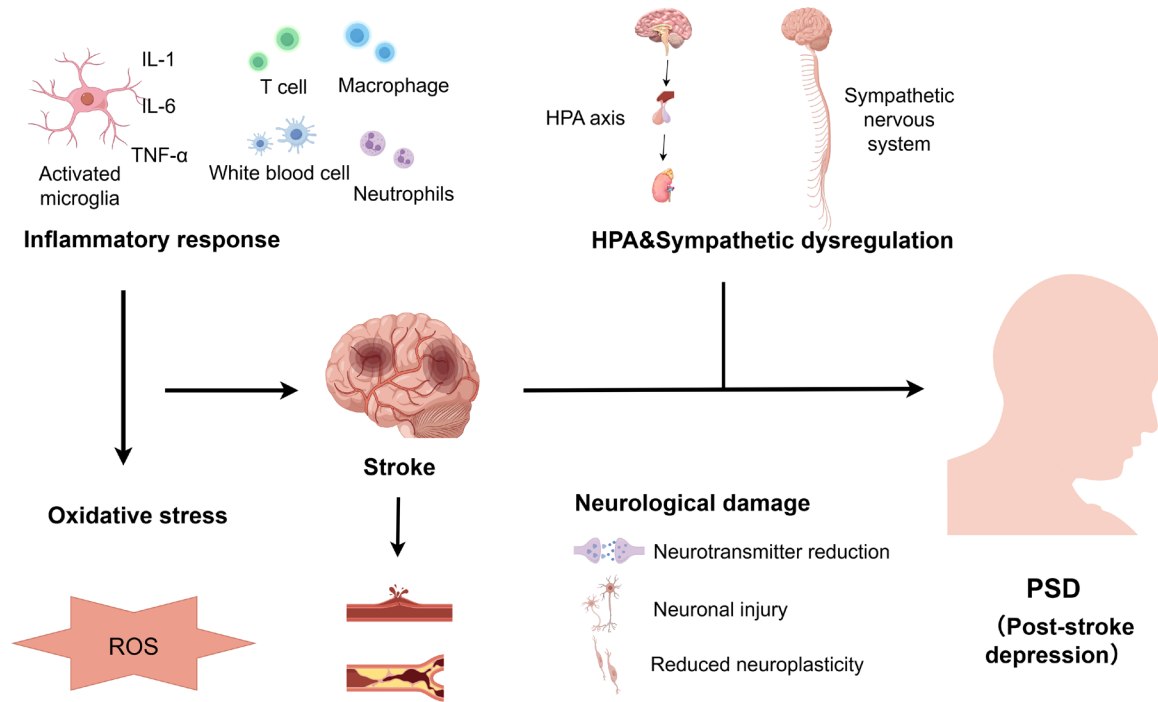 IL-1
IL-6
TNF-α
Activated
microglia
T cell
Macrophage
White blood cell
Neutrophils
Inflammatory response
HPA axis
Sympathetic
nervous
system
HPA&Sympathetic dysregulation
Stroke
Oxidative stress
ROS
Neurological damage
Neurotransmitter reduction
Neuronal injury
Reduced neuroplasticity
PSD
（Post-stroke
depression）